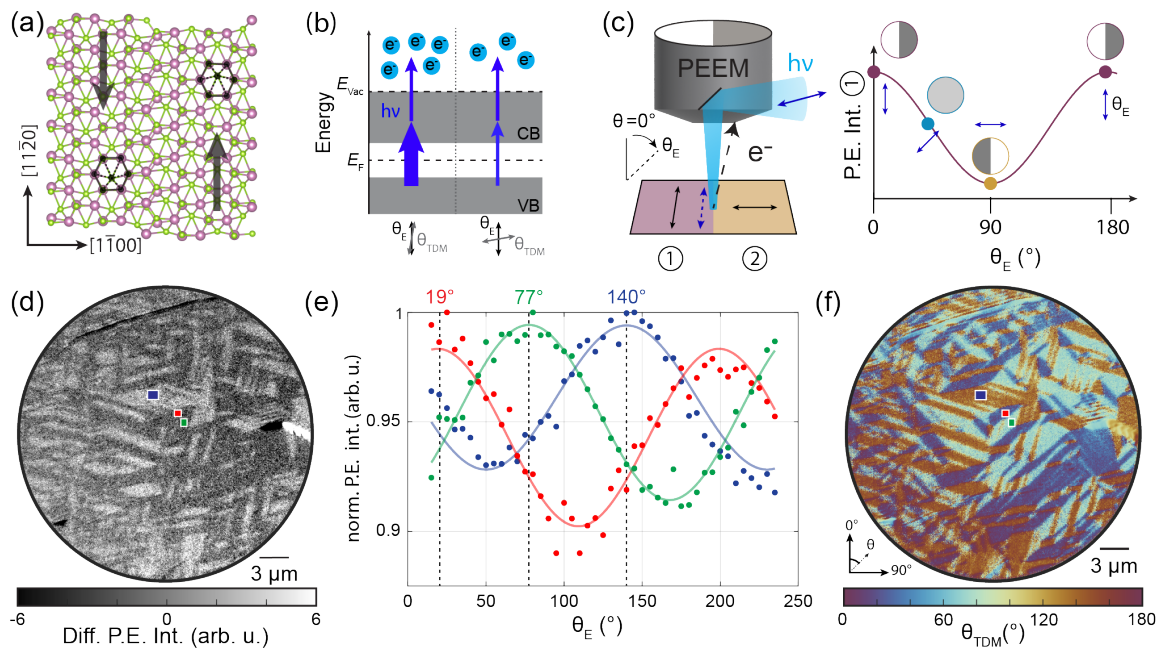 (a)
[112̄0]
[11̄00]
(b)
Energy
E_Vac
E_F
e⁻ e⁻ e⁻
e⁻ e⁻
e⁻ e⁻
e⁻
hν
CB
VB
θ_E
θ_TDM
θ_E
θ_TDM
(c)
PEEM
hν
θ=0°
θ_E
e⁻
① ②
P.E. Int. ①
θ_E
0 90 180
θ_E (°)
(d)
3 μm
-6 0 6
Diff. P.E. Int. (arb. u.)
(e)
19° 77° 140°
norm. P.E. int. (arb. u.)
1
0.95
0.9
0 50 100 150 200 250
θ_E (°)
(f)
0°
θ
90°
3 μm
0 60 120 180
θ_TDM(°)